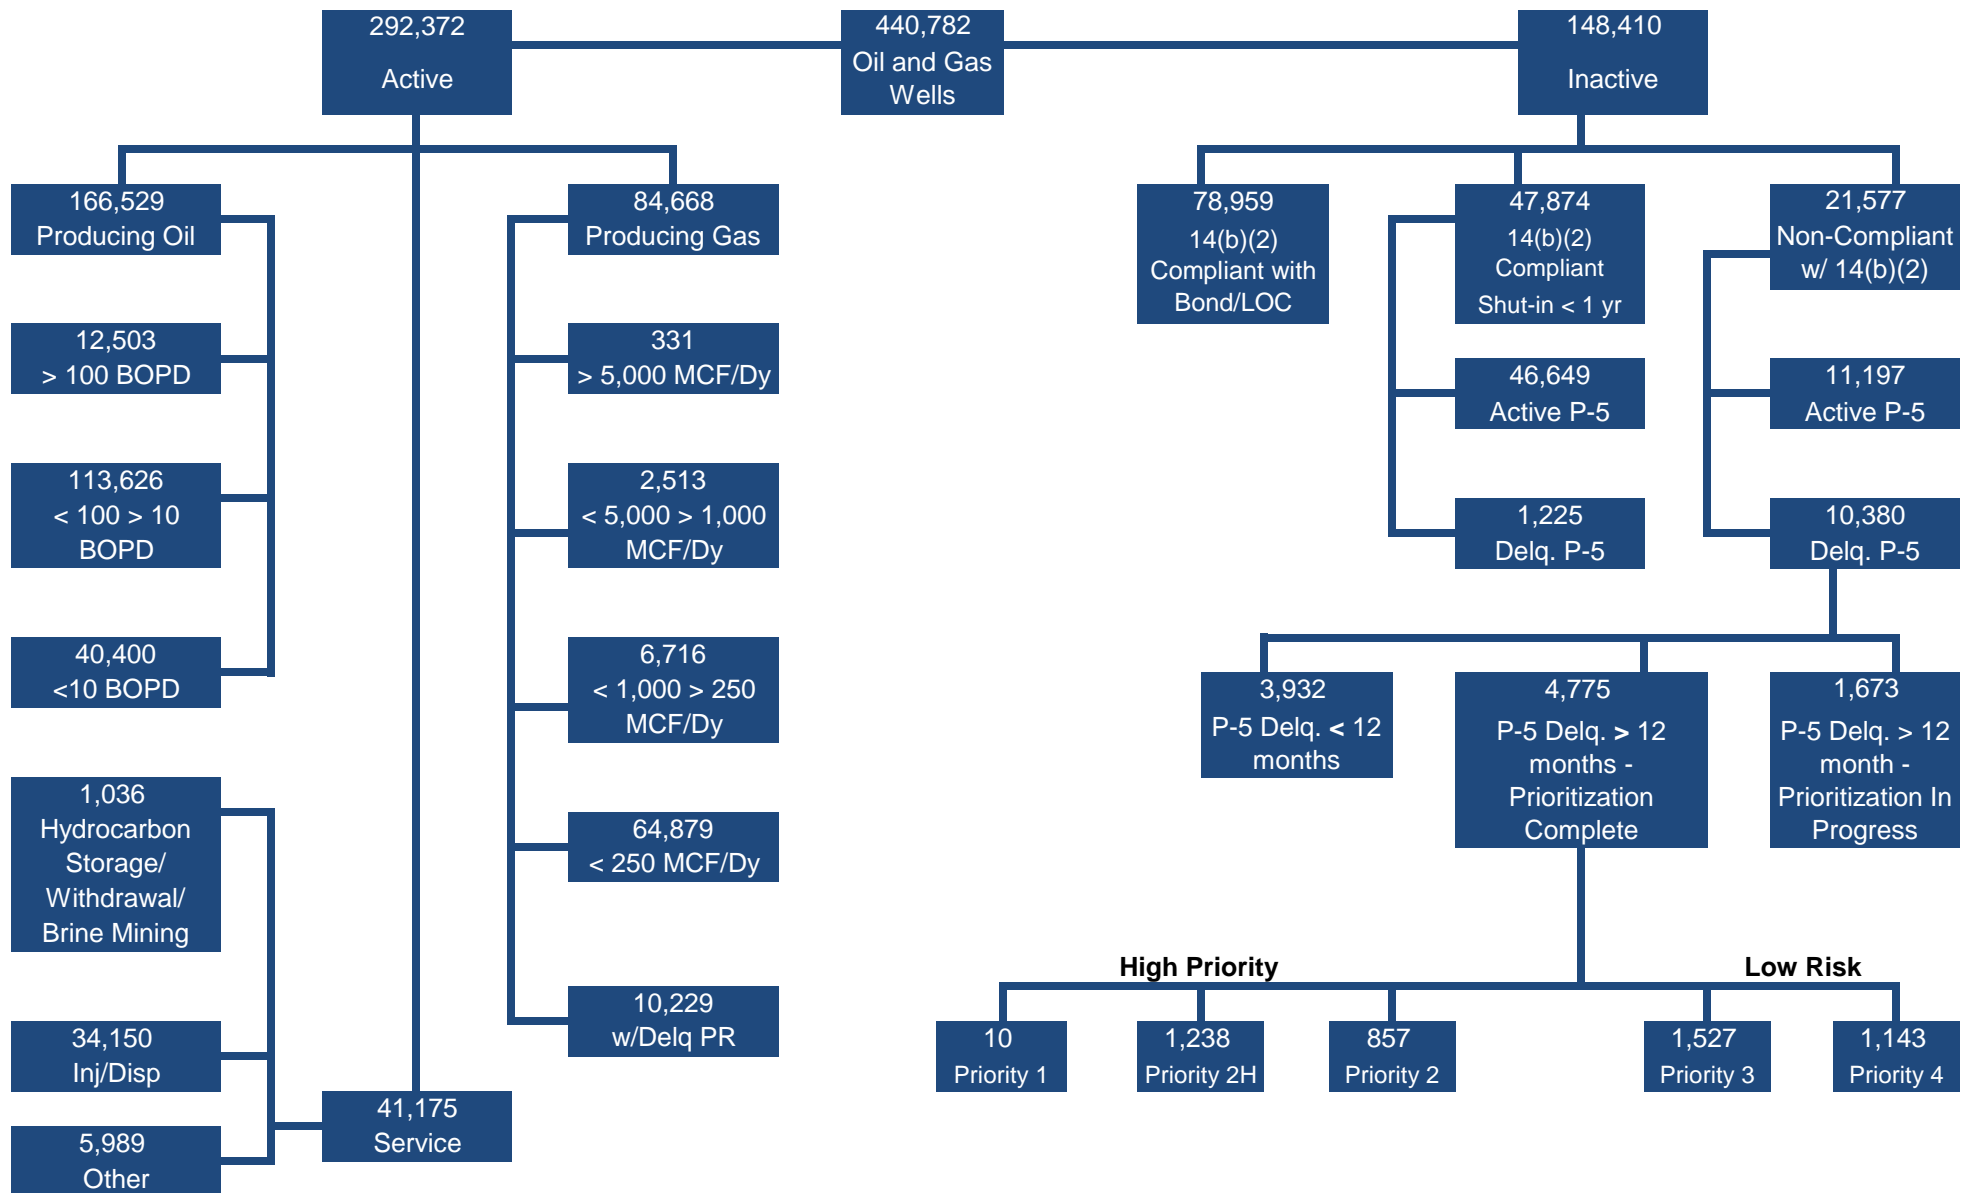 292,372
Active
440,782
Oil and Gas
Wells
148,410
Inactive
166,529
Producing Oil
12,503
> 100 BOPD
113,626
< 100 > 10
BOPD
40,400
<10 BOPD
84,668
Producing Gas
331
> 5,000 MCF/Dy
2,513
< 5,000 > 1,000
MCF/Dy
6,716
< 1,000 > 250
MCF/Dy
64,879
< 250 MCF/Dy
10,229
w/Delq PR
1,036
Hydrocarbon
Storage/
Withdrawal/
Brine Mining
34,150
Inj/Disp
5,989
Other
41,175
Service
78,959
14(b)(2)
Compliant with
Bond/LOC
47,874
14(b)(2)
Compliant
Shut-in < 1 yr
46,649
Active P-5
1,225
Delq. P-5
21,577
Non-Compliant
w/ 14(b)(2)
11,197
Active P-5
10,380
Delq. P-5
3,932
P-5 Delq. < 12
months
4,775
P-5 Delq. > 12
months -
Prioritization
Complete
1,673
P-5 Delq. > 12
month -
Prioritization In
Progress
High Priority
Low Risk
10
Priority 1
1,238
Priority 2H
857
Priority 2
1,527
Priority 3
1,143
Priority 4